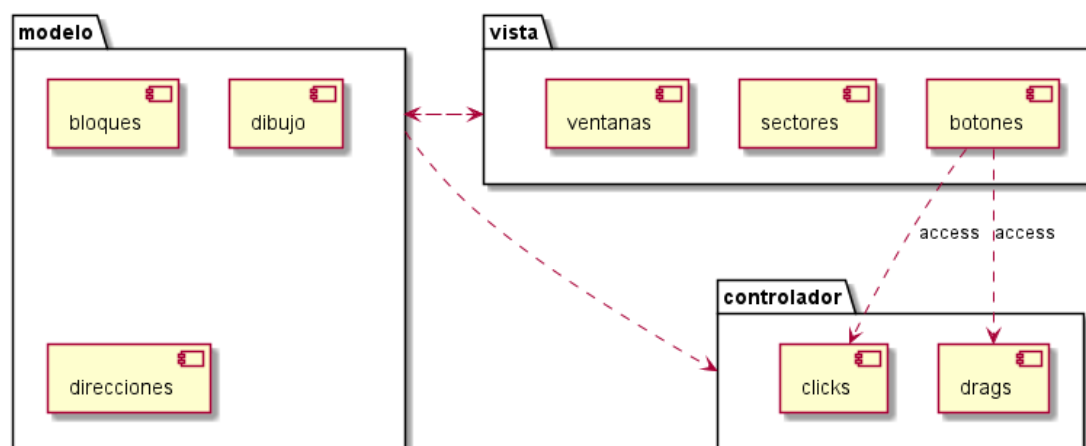 modelo
bloques
dibujo
direcciones
vista
ventanas
sectores
botones
access
access
controlador
clicks
drags